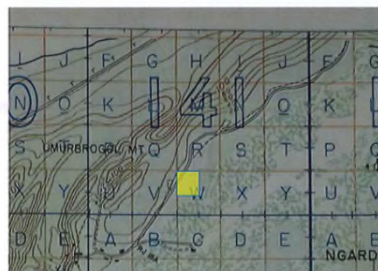 I J F G H I J F G
N O K L M N O K L
141
S UMURBROGOL MT. Q R S T P Q
X Y U V W X Y U V
D E A B C D E A B
NGARD